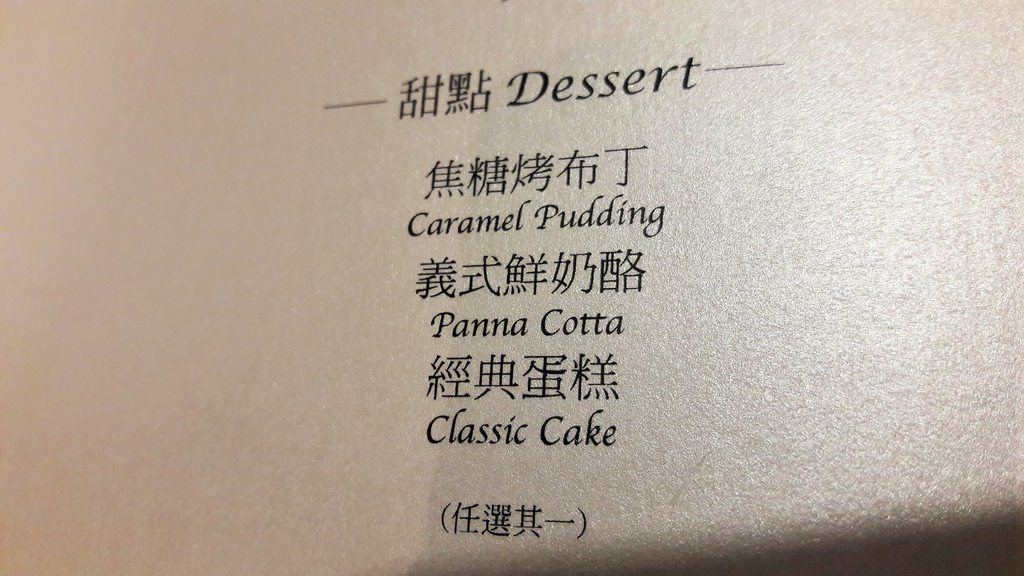 甜點 Dessert
焦糖烤布丁
Caramel Pudding
義式鮮奶酪
Panna Cotta
經典蛋糕
Classic Cake
(任選其一)